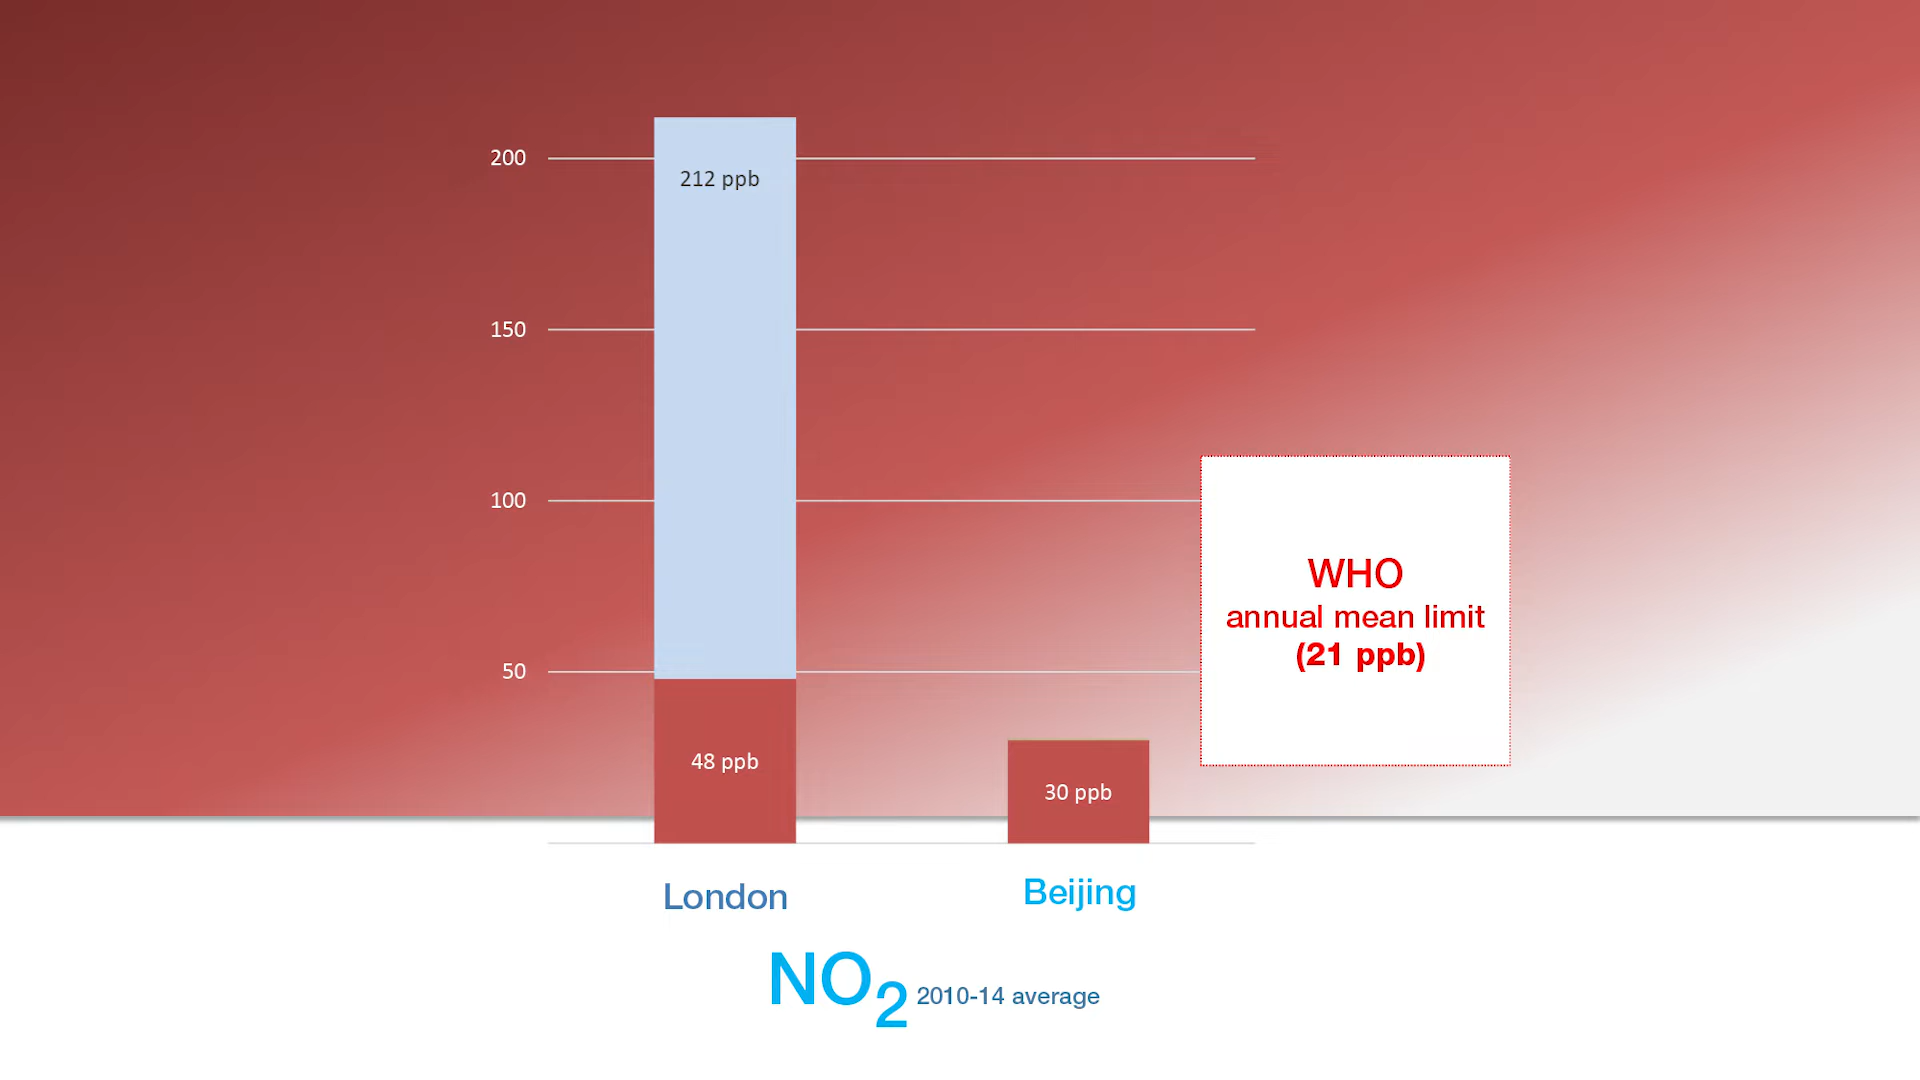 200
212 ppb
150
100
WHO
annual mean limit
(21 ppb)
50
48 ppb
30 ppb
London
Beijing
NO2 2010-14 average